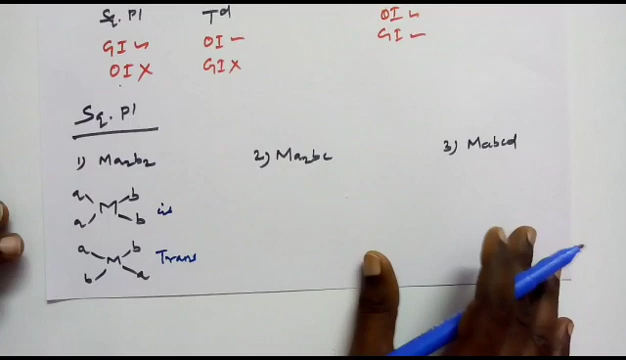 Sq. Pl Td
GI ✓ OI ✓ OI ✓
OI X GI X GI ✓
Sq. Pl
1) Ma₂b₂ 2) Ma₂bc 3) Mabcd
a b
M
a b cis
a b
M Trans
b a